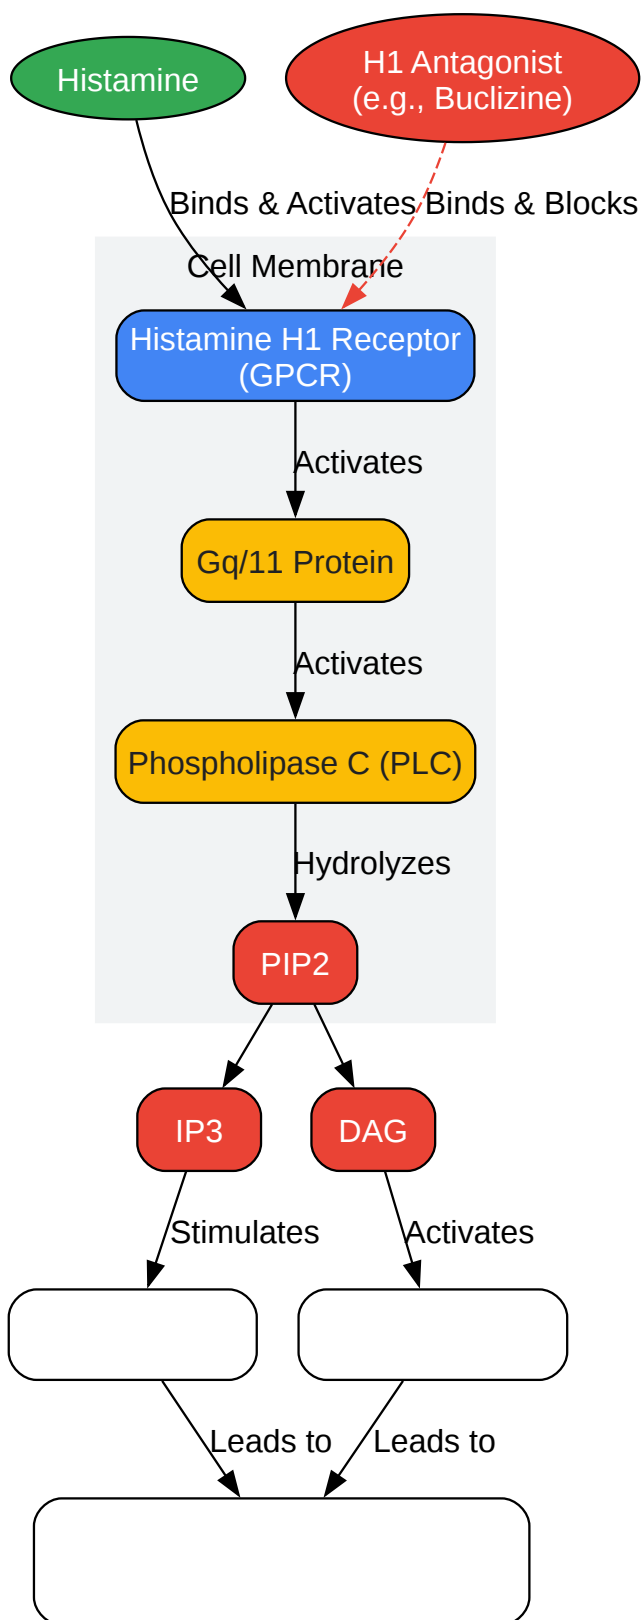 Histamine
H1 Antagonist
(e.g., Buclizine)
Binds & Activates
Binds & Blocks
Cell Membrane
Histamine H1 Receptor
(GPCR)
Activates
Gq/11 Protein
Activates
Phospholipase C (PLC)
Hydrolyzes
PIP2
IP3
DAG
Stimulates
Activates
Leads to
Leads to